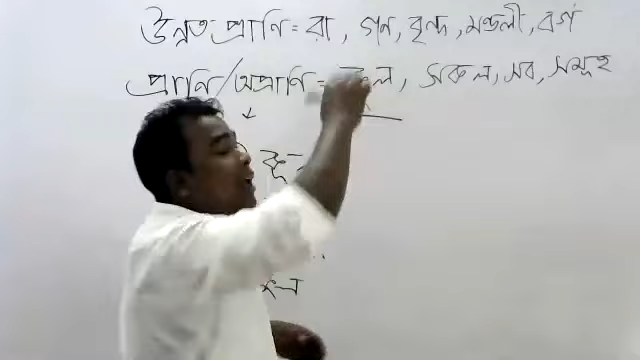 উন্নত প্রাণি = রা, গণ, বৃন্দ, মন্ডলী, বর্গ
প্রাণি/অপ্রাণি = কুল, সকল, সব, সমূহ